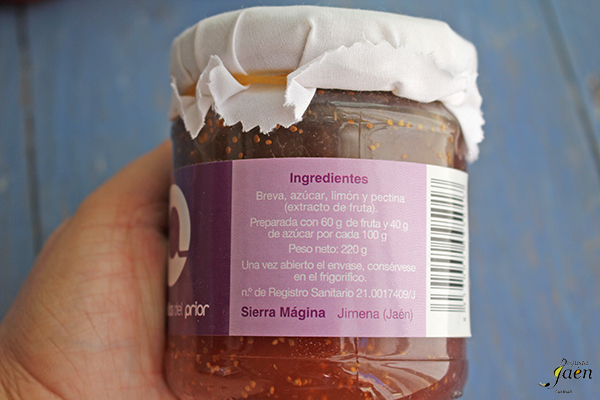 Ingredientes
Breva, azúcar, limón y pectina
(extracto de fruta).
Preparada con 60 g de fruta y 40 g
de azúcar por cada 100 g
Peso neto: 220 g
Una vez abierto el envase, consérvese
en el frigorífico.
n.º de Registro Sanitario 21.0017409/J
Sierra Mágina Jimena (Jaén)
del prior
Jaén